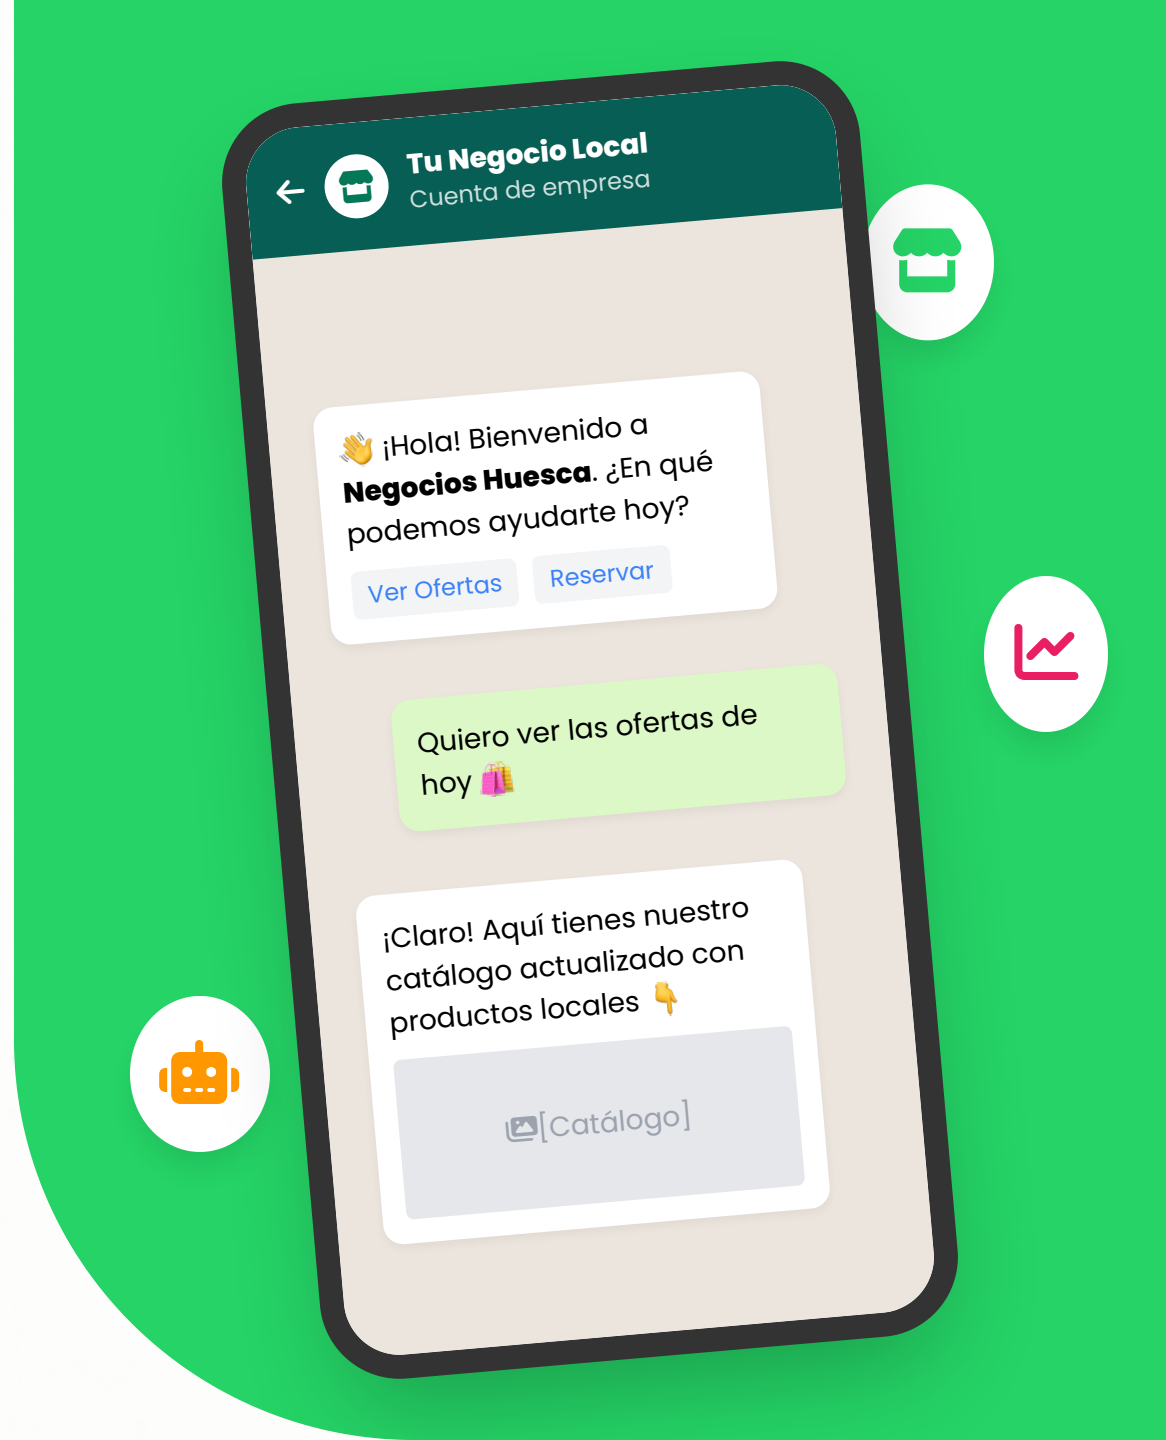 Tu Negocio Local
Cuenta de empresa
👋 ¡Hola! Bienvenido a
Negocios Huesca. ¿En qué
podemos ayudarte hoy?
Ver Ofertas
Reservar
Quiero ver las ofertas de
hoy 🛍️
¡Claro! Aquí tienes nuestro
catálogo actualizado con
productos locales 👇
[Catálogo]